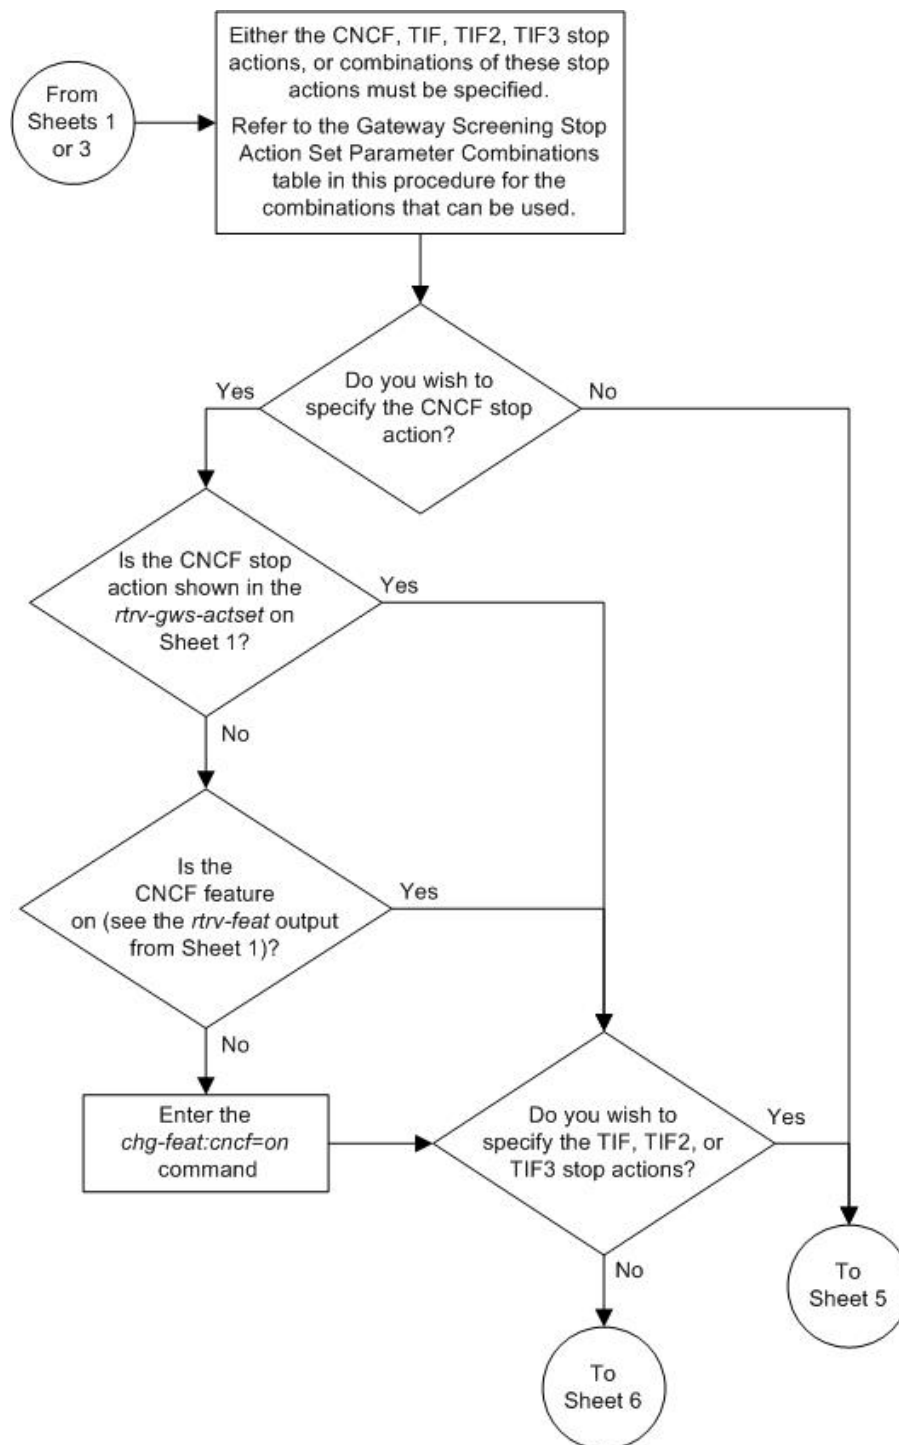 Either the CNCF, TIF, TIF2, TIF3 stop
actions, or combinations of these stop
actions must be specified.
Refer to the Gateway Screening Stop
Action Set Parameter Combinations
table in this procedure for the
combinations that can be used.
From
Sheets 1
or 3
Do you wish to
specify the CNCF stop
action?
Yes
No
Is the CNCF stop
action shown in the
rtrv-gws-actset on
Sheet 1?
Yes
No
Is the
CNCF feature
on (see the rtrv-feat output
from Sheet 1)?
Yes
No
Enter the
chg-feat:cncf=on
command
Do you wish to
specify the TIF, TIF2, or
TIF3 stop actions?
Yes
No
To
Sheet 5
To
Sheet 6